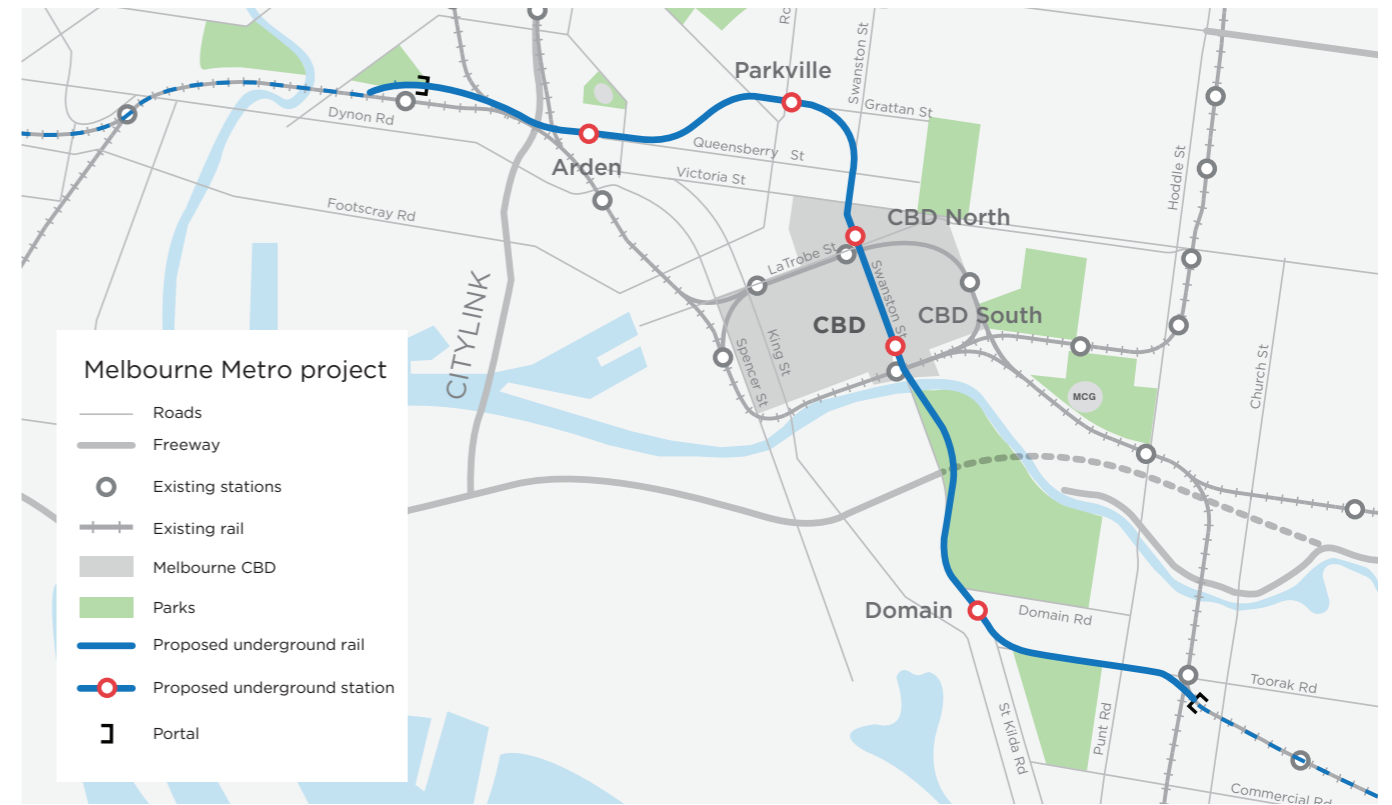 Ro
Swanston St
Parkville
Grattan St
Dynon Rd
Queensberry St
Arden
Victoria St
Hoddle St
Footscray Rd
CBD North
LaTrobe St
Swanston St
CITYLINK
CBD South
CBD
King St
Spencer St
Church St
MCG
Melbourne Metro project
Roads
Freeway
Existing stations
Existing rail
Melbourne CBD
Parks
Proposed underground rail
Proposed underground station
Portal
Domain
Domain Rd
Toorak Rd
St Kilda Rd
Punt Rd
Commercial Rd